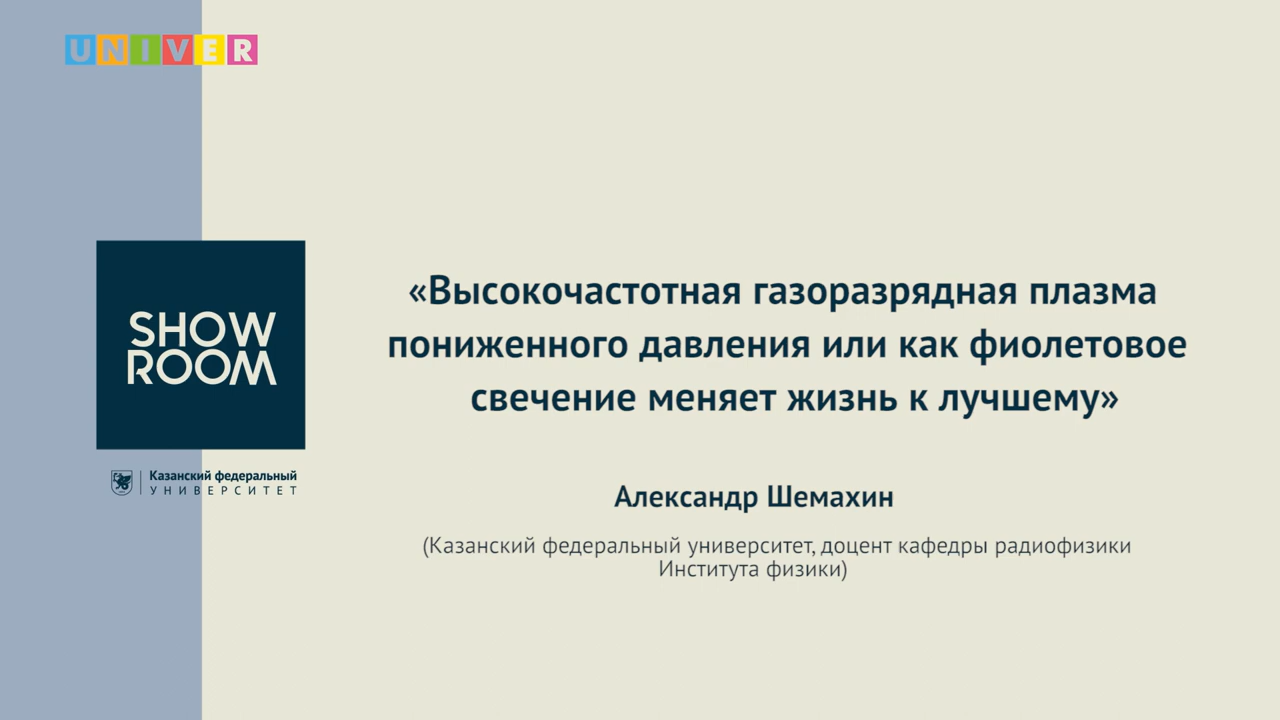 UNIVER
SHOW
ROOM
Казанский федеральный
УНИВЕРСИТЕТ
«Высокочастотная газоразрядная плазма
пониженного давления или как фиолетовое
свечение меняет жизнь к лучшему»
Александр Шемахин
(Казанский федеральный университет, доцент кафедры радиофизики
Института физики)